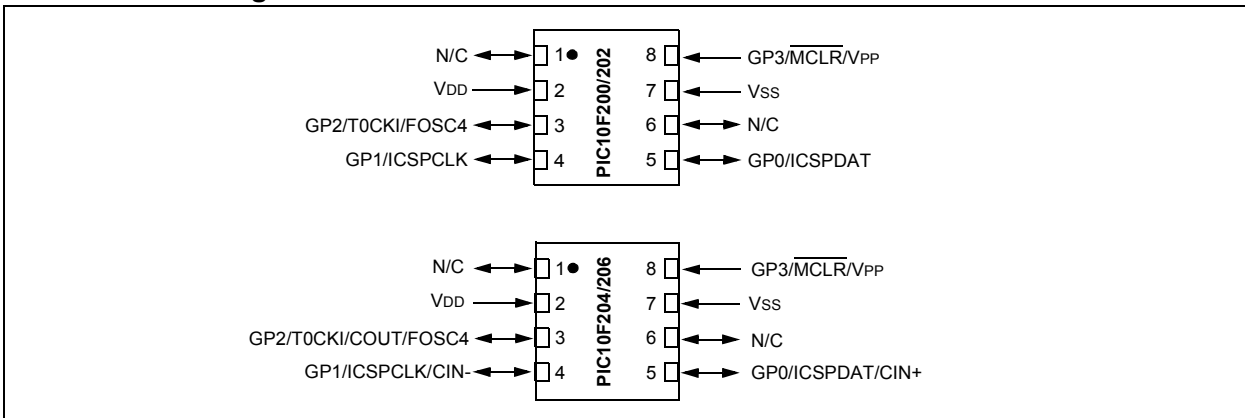 N/C 1 8 GP3/MCLR/VPP
VDD 2 7 VSS
GP2/T0CKI/FOSC4 3 6 N/C
GP1/ICSPCLK 4 5 GP0/ICSPDAT
PIC10F200/202
N/C 1 8 GP3/MCLR/VPP
VDD 2 7 VSS
GP2/T0CKI/COUT/FOSC4 3 6 N/C
GP1/ICSPCLK/CIN- 4 5 GP0/ICSPDAT/CIN+
PIC10F204/206